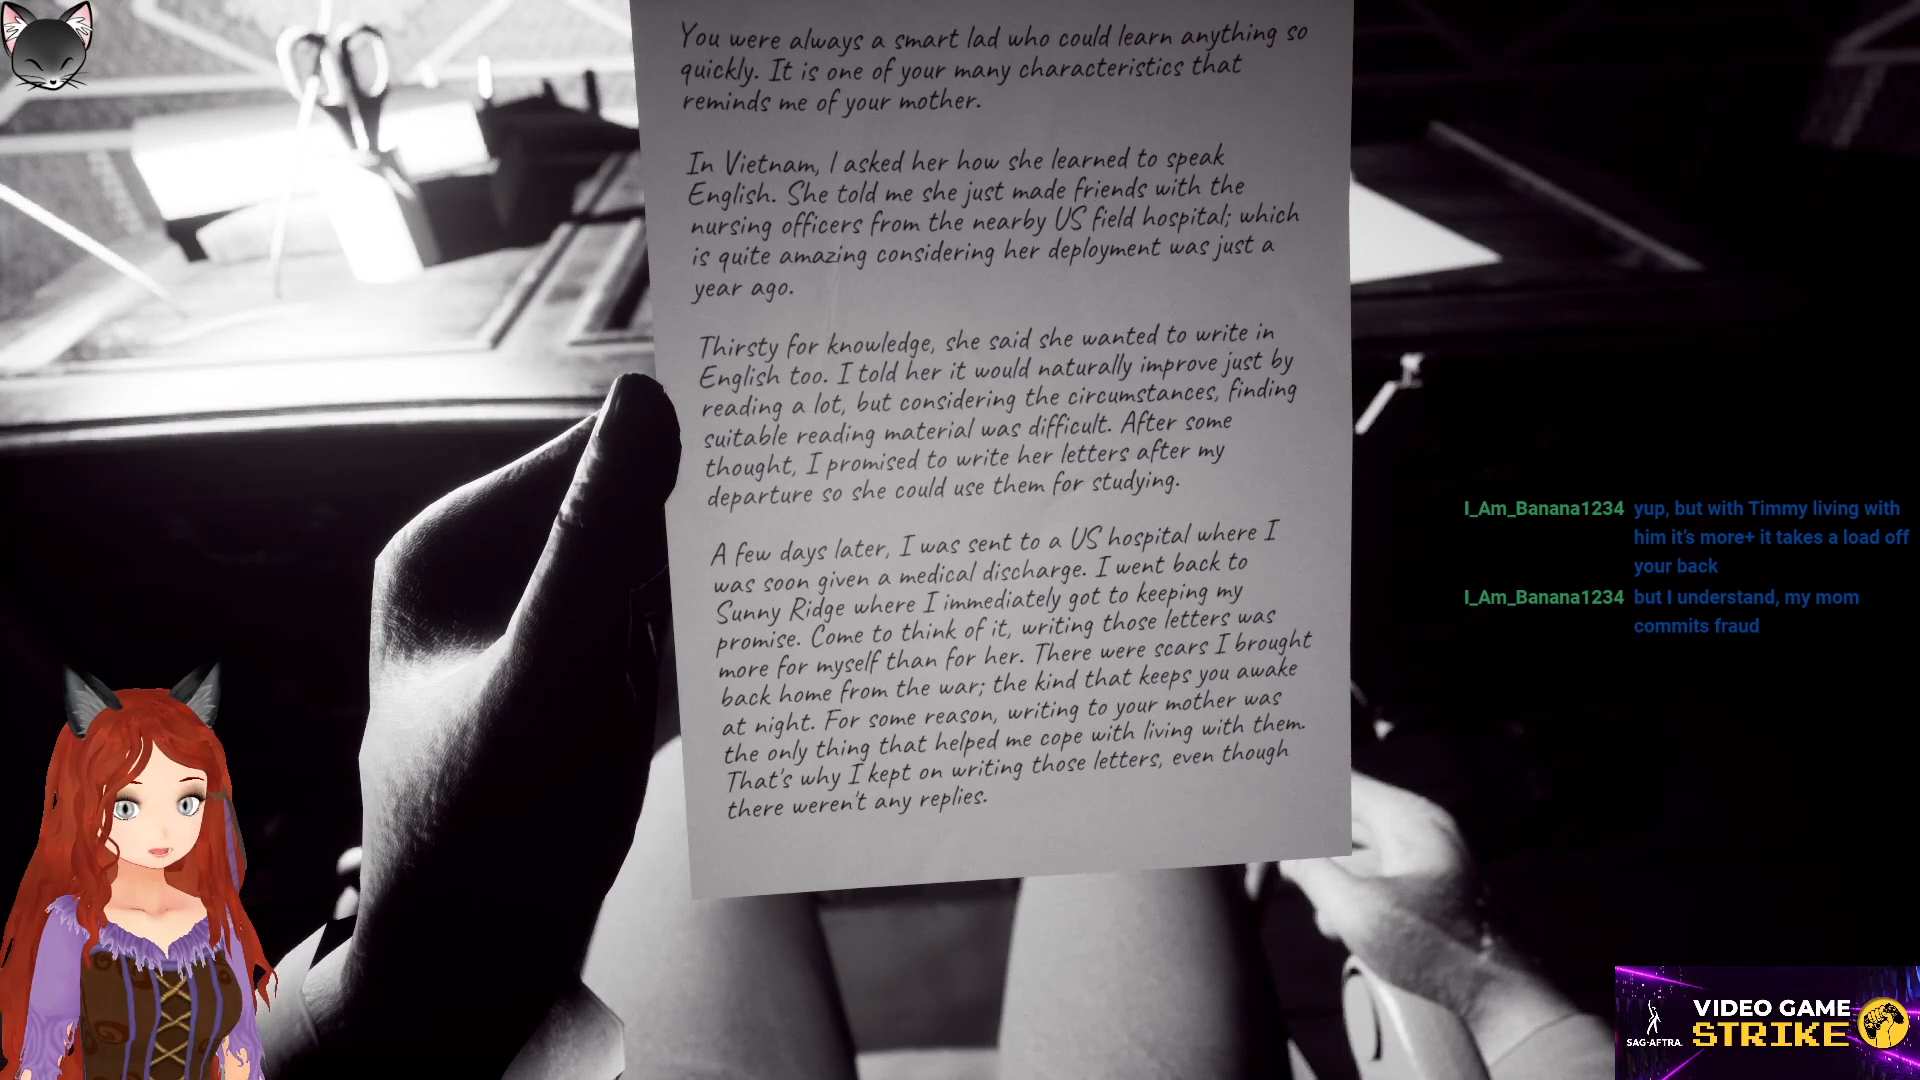 You were always a smart lad who could learn anything so
quickly. It is one of your many characteristics that
reminds me of your mother.
In Vietnam, I asked her how she learned to speak
English. She told me she just made friends with the
nursing officers from the nearby US field hospital; which
is quite amazing considering her deployment was just a
year ago.
Thirsty for knowledge, she said she wanted to write in
English too. I told her it would naturally improve just by
reading a lot, but considering the circumstances, finding
suitable reading material was difficult. After some
thought, I promised to write her letters after my
departure so she could use them for studying.
A few days later, I was sent to a US hospital where I
was soon given a medical discharge. I went back to
Sunny Ridge where I immediately got to keeping my
promise. Come to think of it, writing those letters was
more for myself than for her. There were scars I brought
back home from the war; the kind that keeps you awake
at night. For some reason, writing to your mother was
the only thing that helped me cope with living with them.
That's why I kept on writing those letters, even though
there weren't any replies.
I_Am_Banana1234 yup, but with Timmy living with
him it's more+ it takes a load off
your back
I_Am_Banana1234 but I understand, my mom
commits fraud
SAG-AFTRA.
VIDEO GAME
STRIKE